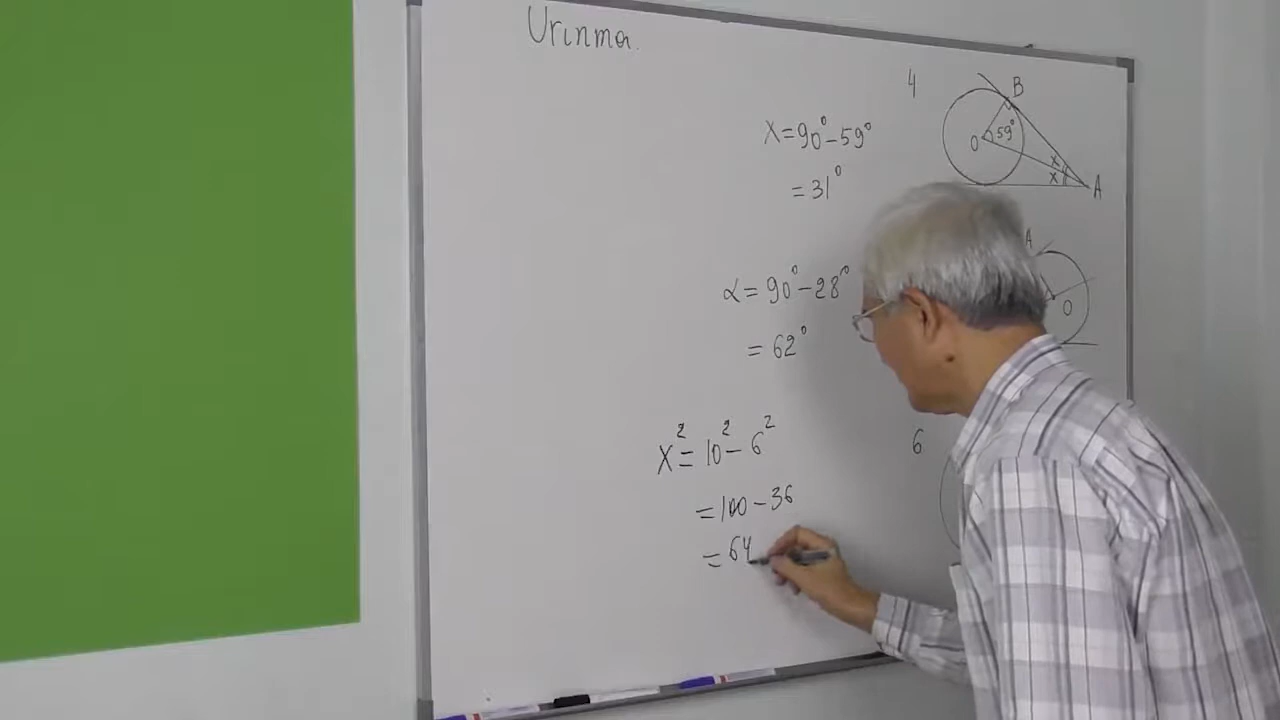 Urinma.
4
B
O 59°
x
x
A
x = 90° - 59°
= 31°
A
O
α = 90° - 28°
= 62°
6
x² = 10² - 6²
= 100 - 36
= 64